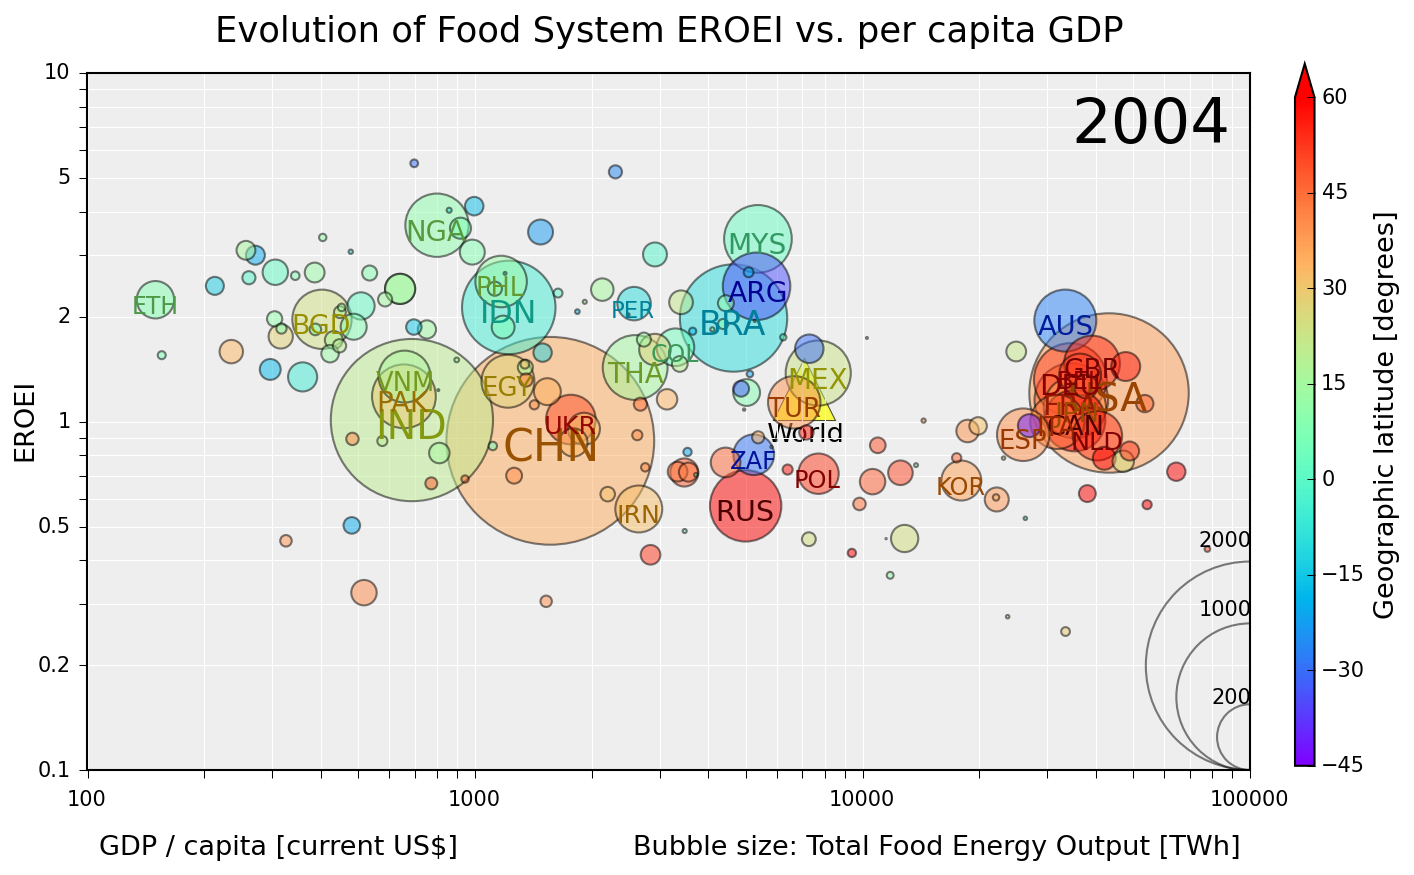 Evolution of Food System EROEI vs. per capita GDP
2004
10
5
2
1
0.5
0.2
0.1
EROEI
NGA
MYS
PHL
ETH
BGD
IDN
PER
BRA
ARG
AUS
VNM
PAK
IND
EGY
THA
COL
MEX
TUR
World
UKR
CHN
ZAF
POL
RUS
IRN
KOR
ESP
GBR
USA
CAN
NLD
2000
1000
200
100
1000
10000
100000
GDP / capita [current US$]
Bubble size: Total Food Energy Output [TWh]
60
45
30
15
0
−15
−30
−45
Geographic latitude [degrees]